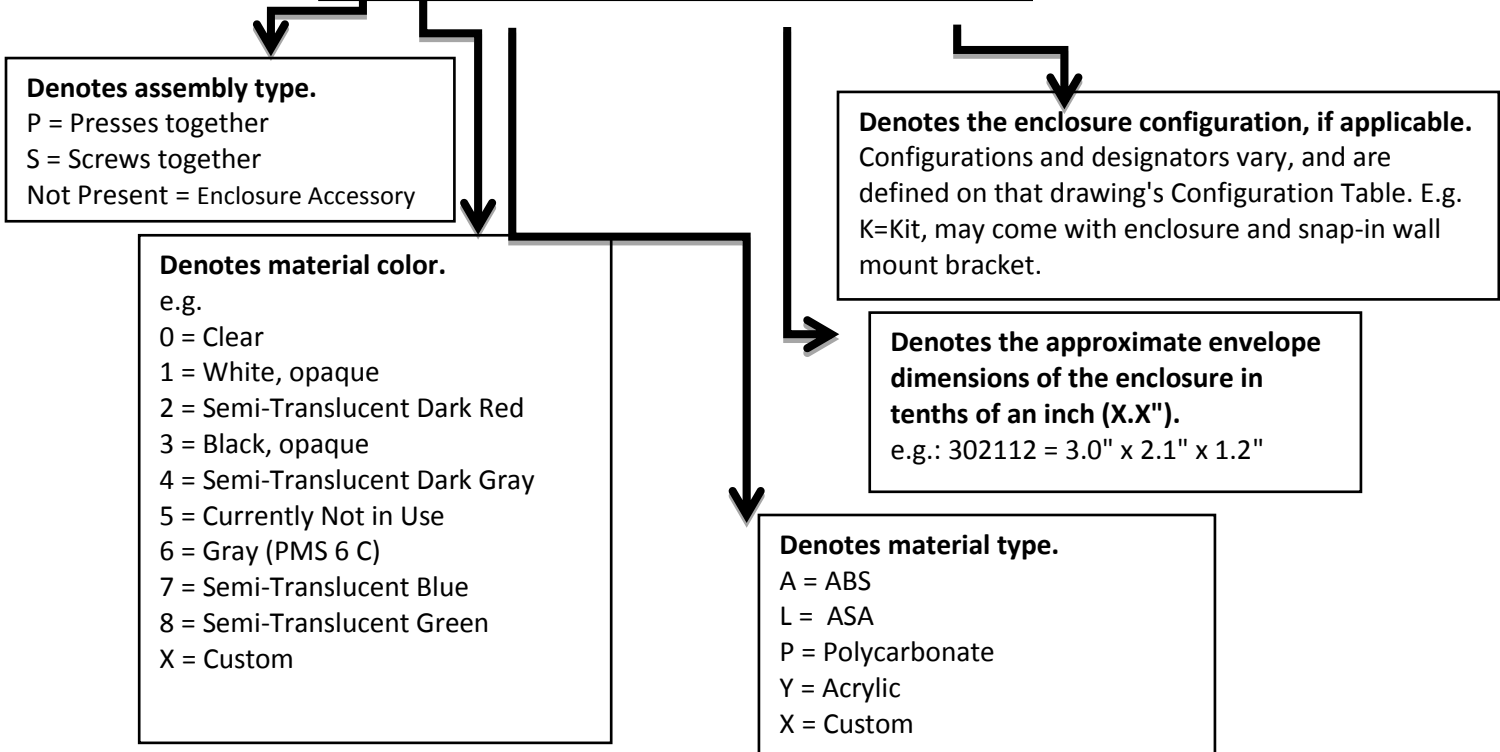 Denotes assembly type.
P = Presses together
S = Screws together
Not Present = Enclosure Accessory
Denotes material color.
e.g.
0 = Clear
1 = White, opaque
2 = Semi-Translucent Dark Red
3 = Black, opaque
4 = Semi-Translucent Dark Gray
5 = Currently Not in Use
6 = Gray (PMS 6 C)
7 = Semi-Translucent Blue
8 = Semi-Translucent Green
X = Custom
Denotes the enclosure configuration, if applicable.
Configurations and designators vary, and are
defined on that drawing's Configuration Table. E.g.
K=Kit, may come with enclosure and snap-in wall
mount bracket.
Denotes the approximate envelope
dimensions of the enclosure in
tenths of an inch (X.X").
e.g.: 302112 = 3.0" x 2.1" x 1.2"
Denotes material type.
A = ABS
L =  ASA
P = Polycarbonate
Y = Acrylic
X = Custom